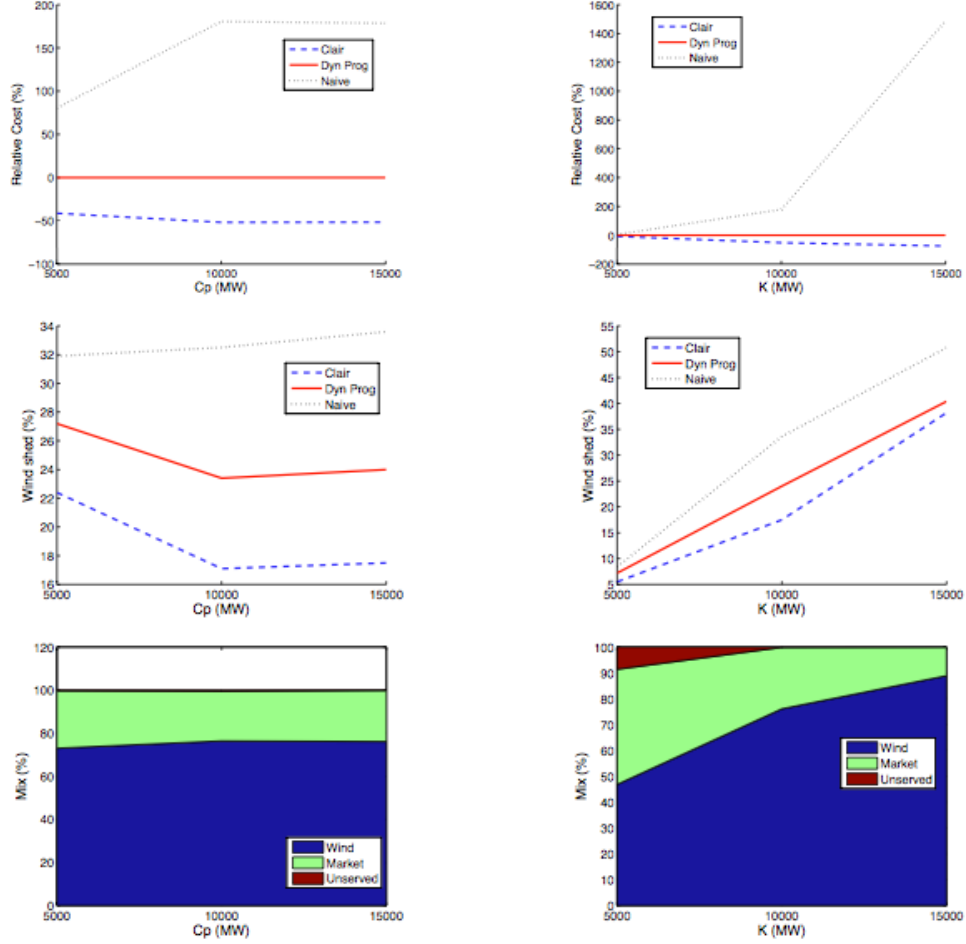 200
150
100
50
0
−50
−100
Relative Cost (%)
Clair
Dyn Prog
Naive
5000
10000
15000
Cp (MW)
1600
1400
1200
1000
800
600
400
200
0
−200
Relative Cost (%)
Clair
Dyn Prog
Naive
5000
10000
15000
K (MW)
34
32
30
28
26
24
22
20
18
16
Wind shed (%)
Clair
Dyn Prog
Naive
5000
10000
15000
Cp (MW)
55
50
45
40
35
30
25
20
15
10
5
Wind shed (%)
Clair
Dyn Prog
Naive
5000
10000
15000
K (MW)
120
100
80
60
40
20
0
Mix (%)
Wind
Market
Unserved
5000
10000
15000
Cp (MW)
100
90
80
70
60
50
40
30
20
10
0
Mix (%)
Wind
Market
Unserved
5000
10000
15000
K (MW)